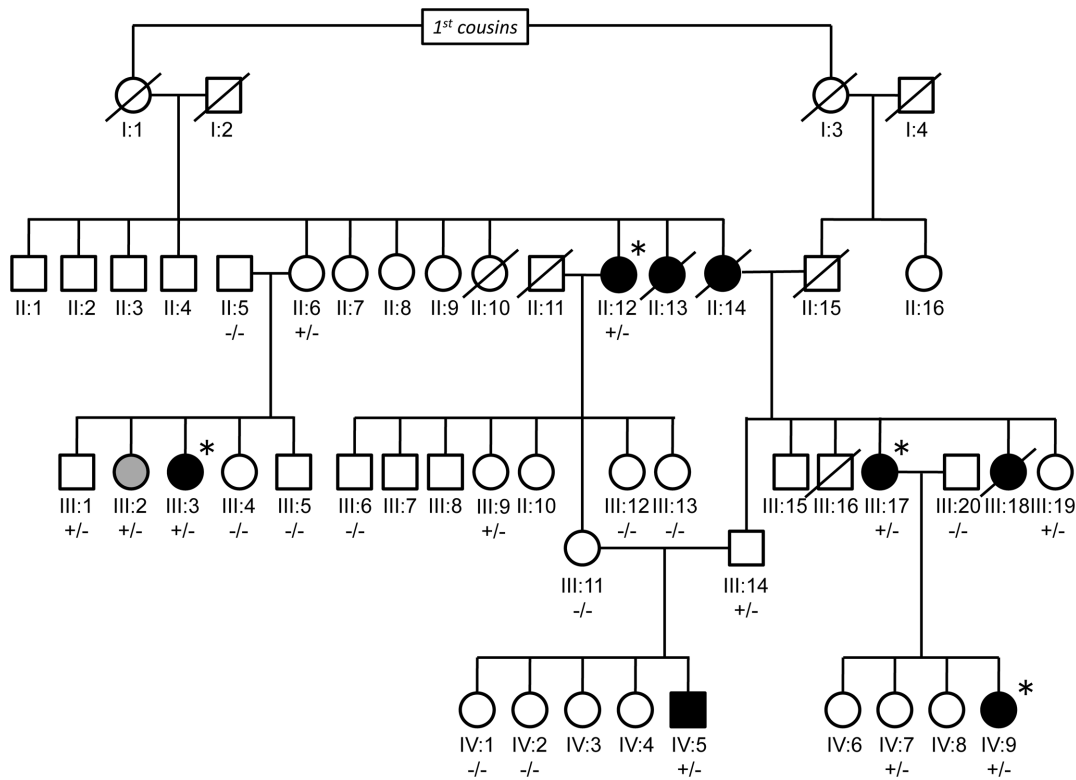 1st cousins
I:1 I:2 I:3 I:4
*
II:1 II:2 II:3 II:4 II:5 II:6 II:7 II:8 II:9 II:10 II:11 II:12 II:13 II:14 II:15 II:16
-/- +/- +/-
* *
III:1 III:2 III:3 III:4 III:5 III:6 III:7 III:8 III:9 II:10 III:12 III:13 III:15 III:16 III:17 III:20 III:18 III:19
+/- +/- +/- -/- -/- -/- +/- -/- -/- +/- -/- +/-
III:11 III:14
-/- +/-
*
IV:1 IV:2 IV:3 IV:4 IV:5 IV:6 IV:7 IV:8 IV:9
-/- -/- +/- +/- +/-